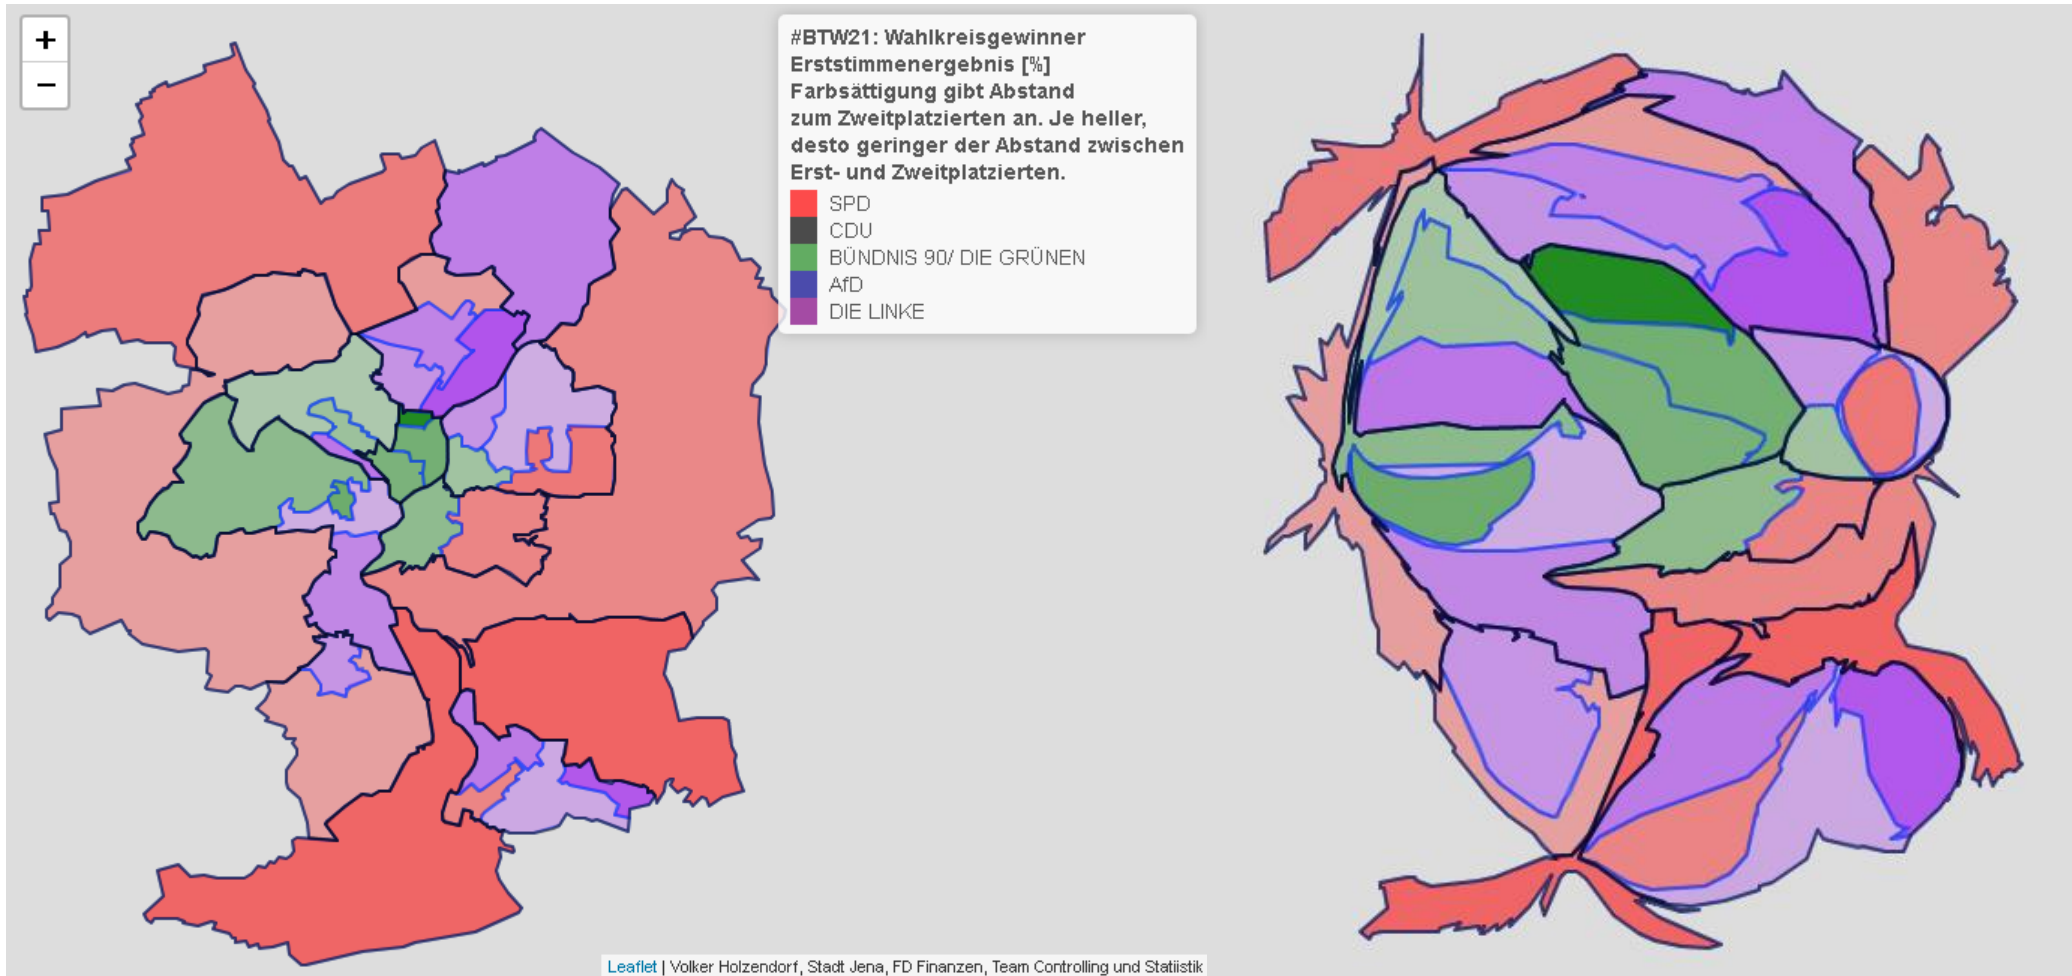 +
−
#BTW21: Wahlkreisgewinner
Erststimmenergebnis [%]
Farbsättigung gibt Abstand
zum Zweitplatzierten an. Je heller,
desto geringer der Abstand zwischen
Erst- und Zweitplatzierten.
SPD
CDU
BÜNDNIS 90/ DIE GRÜNEN
AfD
DIE LINKE
Leaflet | Volker Holzendorf, Stadt Jena, FD Finanzen, Team Controlling und Statiistik